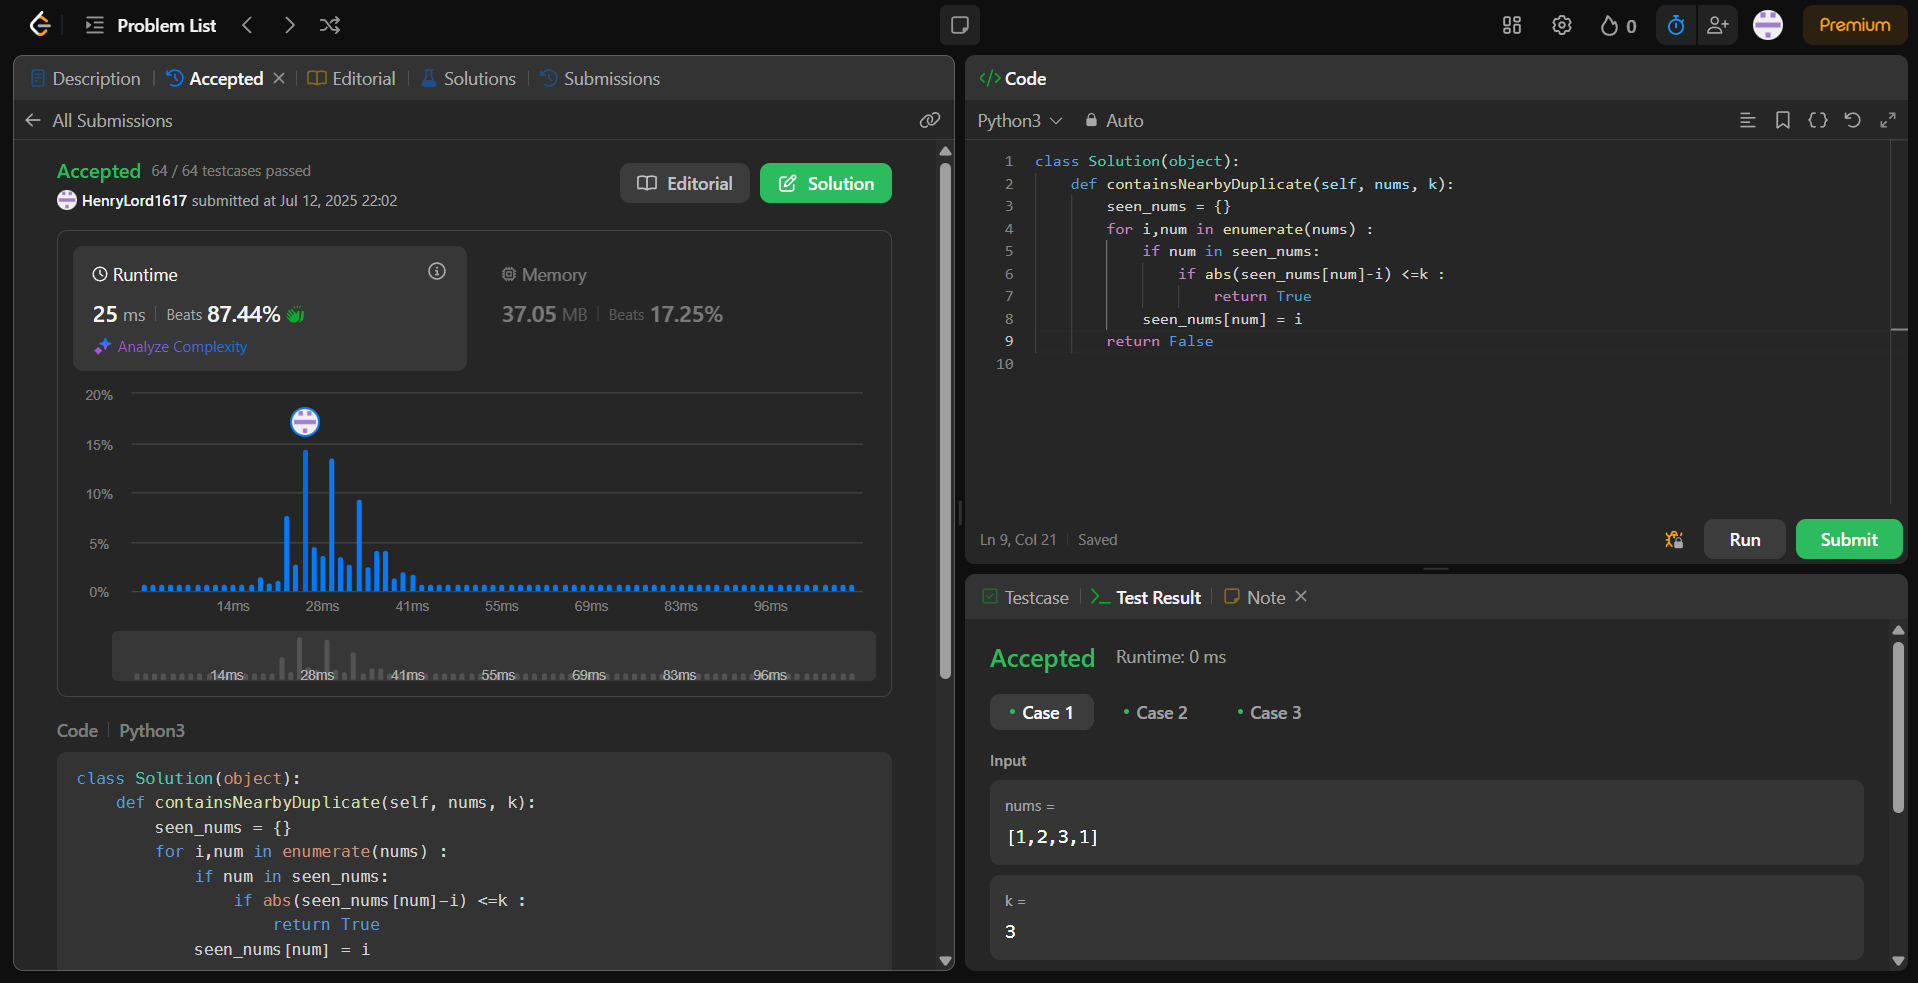 Problem List
0
Premium
Description
Accepted
Editorial
Solutions
Submissions
All Submissions
Accepted 64 / 64 testcases passed
HenryLord1617 submitted at Jul 12, 2025 22:02
Editorial
Solution
Runtime
25 ms
Beats 87.44%
Analyze Complexity
Memory
37.05 MB
Beats 17.25%
20%
15%
10%
5%
0%
14ms 28ms 41ms 55ms 69ms 83ms 96ms
14ms 28ms 41ms 55ms 69ms 83ms 96ms
Code
Python3
class Solution(object):
def containsNearbyDuplicate(self, nums, k):
seen_nums = {}
for i,num in enumerate(nums) :
if num in seen_nums:
if abs(seen_nums[num]-i) <=k :
return True
seen_nums[num] = i
</> Code
Python3
Auto
1 class Solution(object):
2 def containsNearbyDuplicate(self, nums, k):
3 seen_nums = {}
4 for i,num in enumerate(nums) :
5 if num in seen_nums:
6 if abs(seen_nums[num]-i) <=k :
7 return True
8 seen_nums[num] = i
9 return False
10
Ln 9, Col 21
Saved
Run
Submit
Testcase
Test Result
Note
Accepted
Runtime: 0 ms
Case 1
Case 2
Case 3
Input
nums =
[1,2,3,1]
k =
3